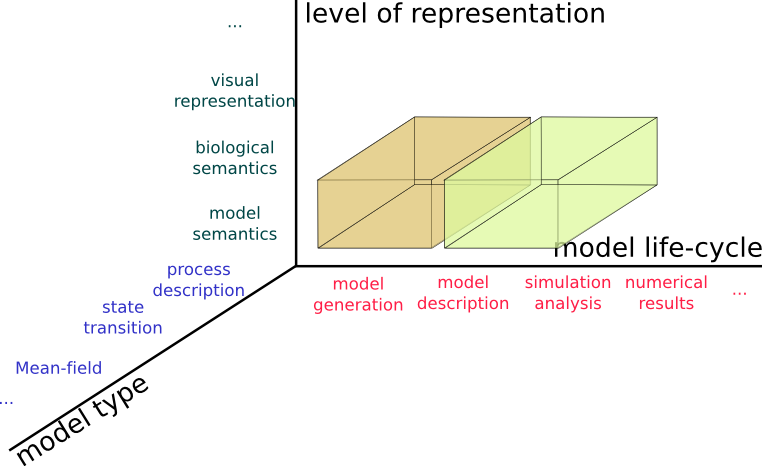 level of representation
...
visual
representation
biological
semantics
model
semantics
process
description
state
transition
Mean-field
...
model type
model life-cycle
model
generation
model
description
simulation
analysis
numerical
results
...